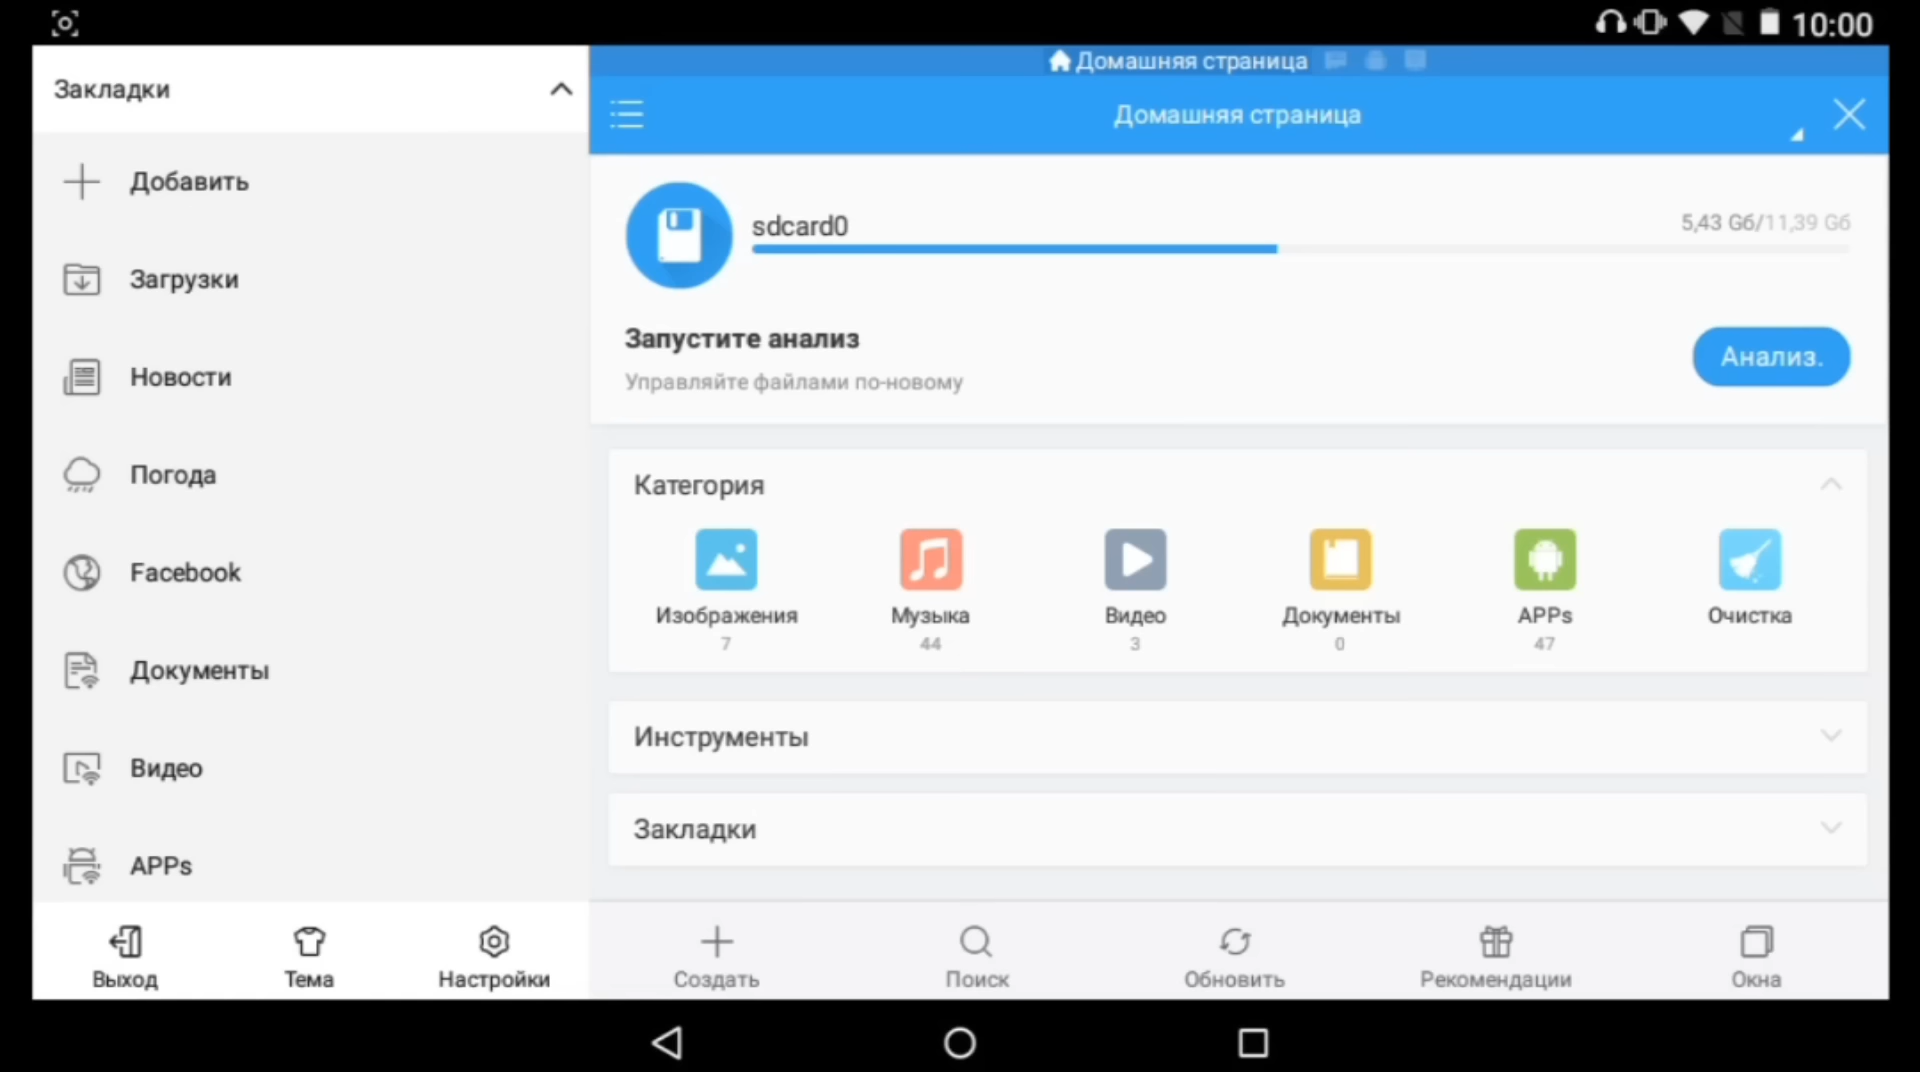 10:00
Закладки
Добавить
Загрузки
Новости
Погода
Facebook
Документы
Видео
APPs
Выход
Тема
Настройки
Домашняя страница
Домашняя страница
sdcard0
5,43 Gб/11,39 Gб
Запустите анализ
Управляйте файлами по-новому
Анализ.
Категория
Изображения
7
Музыка
44
Видео
3
Документы
0
APPs
47
Очистка
Инструменты
Закладки
Создать
Поиск
Обновить
Рекомендации
Окна